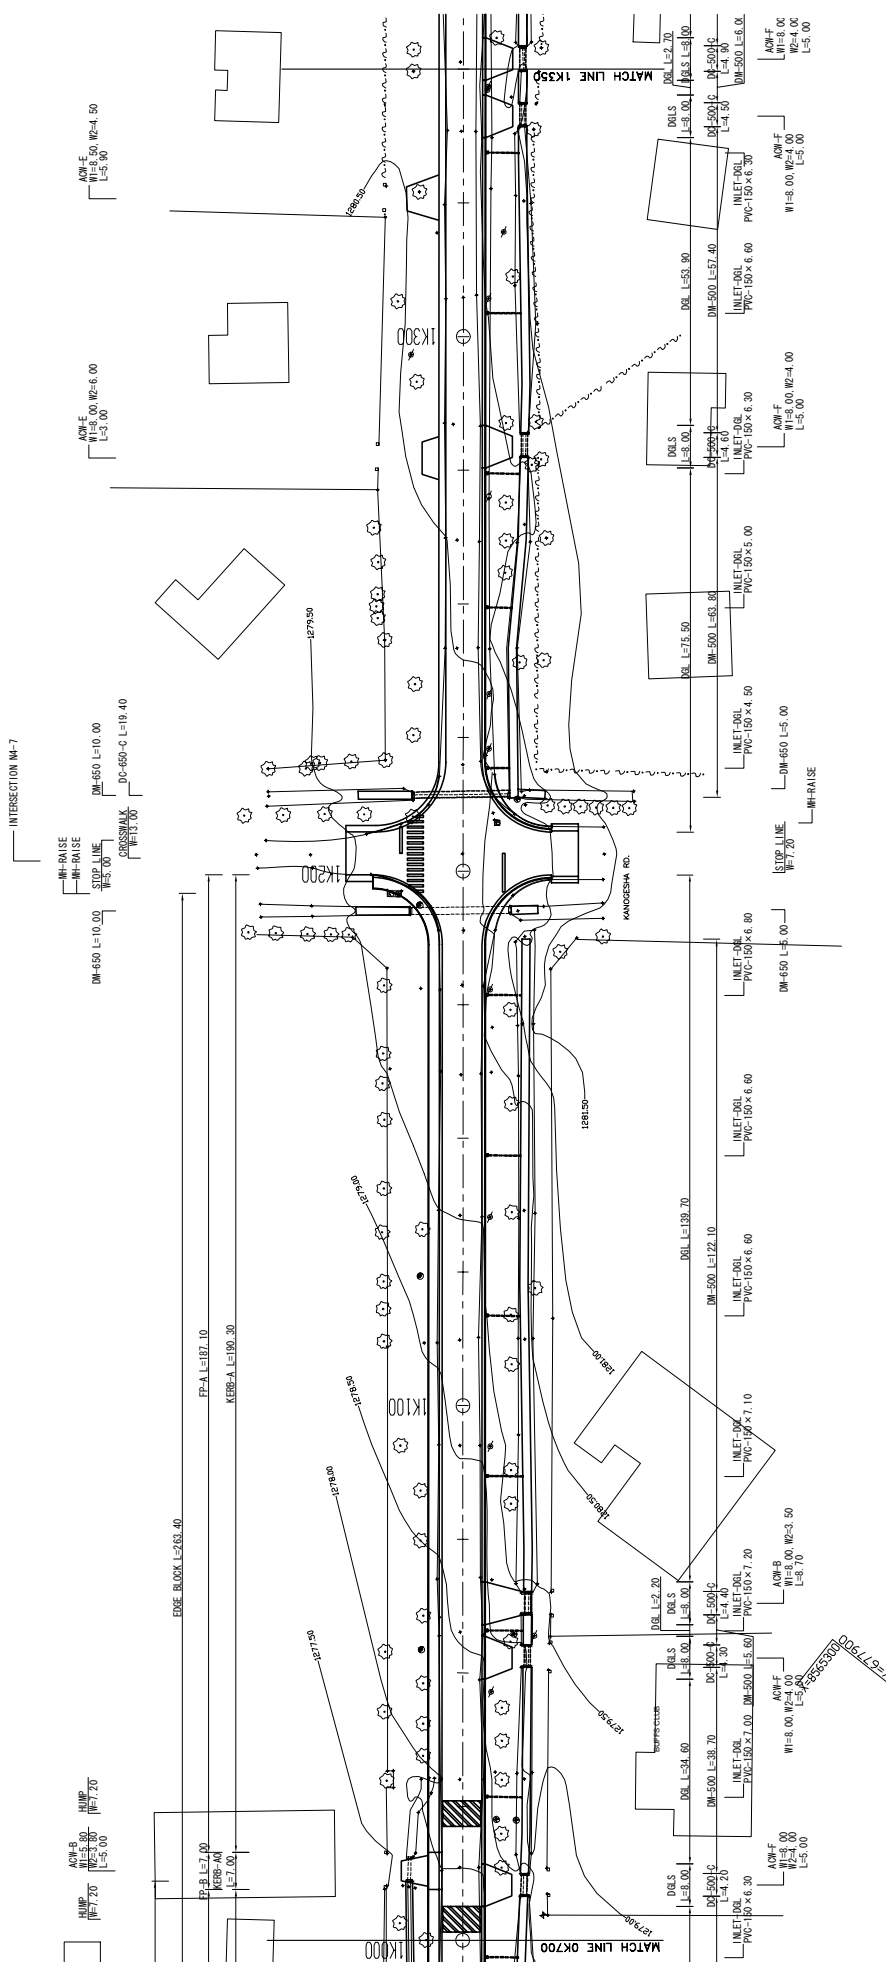 DGL L=2.70
DGLS L=8.00
DC-500-C
L=4.90
DM-500 L=6.00
ACW-F
W1=8.00
W2=4.00
L=5.00
MATCH LINE 1K350
DGLS
L=8.00
DC-500-C
L=4.50
ACW-E
W1=8.50, W2=4.50
L=5.90
ACW-F
W1=8.00, W2=4.00
L=5.00
INLET-DGL
PVC-150×6.30
1280.50
DGL L=53.90
DM-500 L=57.40
INLET-DGL
PVC-150×6.60
1K300
ACW-E
W1=8.00, W2=6.00
L=3.00
DGLS
L=8.00
DC-500-C
L=4.60
INLET-DGL
PVC-150×6.30
ACW-F
W1=8.00, W2=4.00
L=5.00
INLET-DGL
PVC-150×5.00
DGL L=75.50
DM-500 L=63.80
1279.50
INLET-DGL
PVC-150×4.50
INTERSECTION N4-7
DM-650 L=10.00
DC-650-C L=19.40
DM-650 L=5.00
MH-RAISE
MH-RAISE
MH-RAISE
STOP LINE
W=5.00
CROSSWALK
W=13.00
STOP LINE
W=7.20
1K200
KANOGESHA RD.
DM-650 L=10.00
DM-650 L=5.00
INLET-DGL
PVC-150×6.80
1281.50
INLET-DGL
PVC-150×6.60
1279.00
DGL L=139.70
DM-500 L=122.10
INLET-DGL
PVC-150×6.60
EDGE BLOCK L=263.40
FP-A L=187.10
KERB-A L=190.30
1281.00
1278.50
1K100
INLET-DGL
PVC-150×7.10
1278.00
1280.50
DGL L=2.20
DGLS
L=8.00
DC-500-C
L=4.40
INLET-DGL
PVC-150×7.20
ACW-B
W1=8.00, W2=3.50
L=8.70
1277.50
DGLS
L=8.00
DC-500-C
L=4.30
DM-500 L=5.60
ACW-F
W1=8.00, W2=4.00
L=5.00
X=8565300
Y=677900
1279.50
BUFFS CLUB
DGL L=34.60
DM-500 L=38.70
INLET-DGL
PVC-150×7.00
HUMP
W=7.20
ACW-B
W1=5.80
W2=3.80
L=5.00
HUMP
W=7.20
FP-B L=7.00
KERB-AD
L=7.00
DGLS
L=8.00
DC-500-C
L=4.20
ACW-F
W1=8.00
W2=4.00
L=5.00
INLET-DGL
PVC-150×6.30
1279.00
1K000
MATCH LINE 0K700